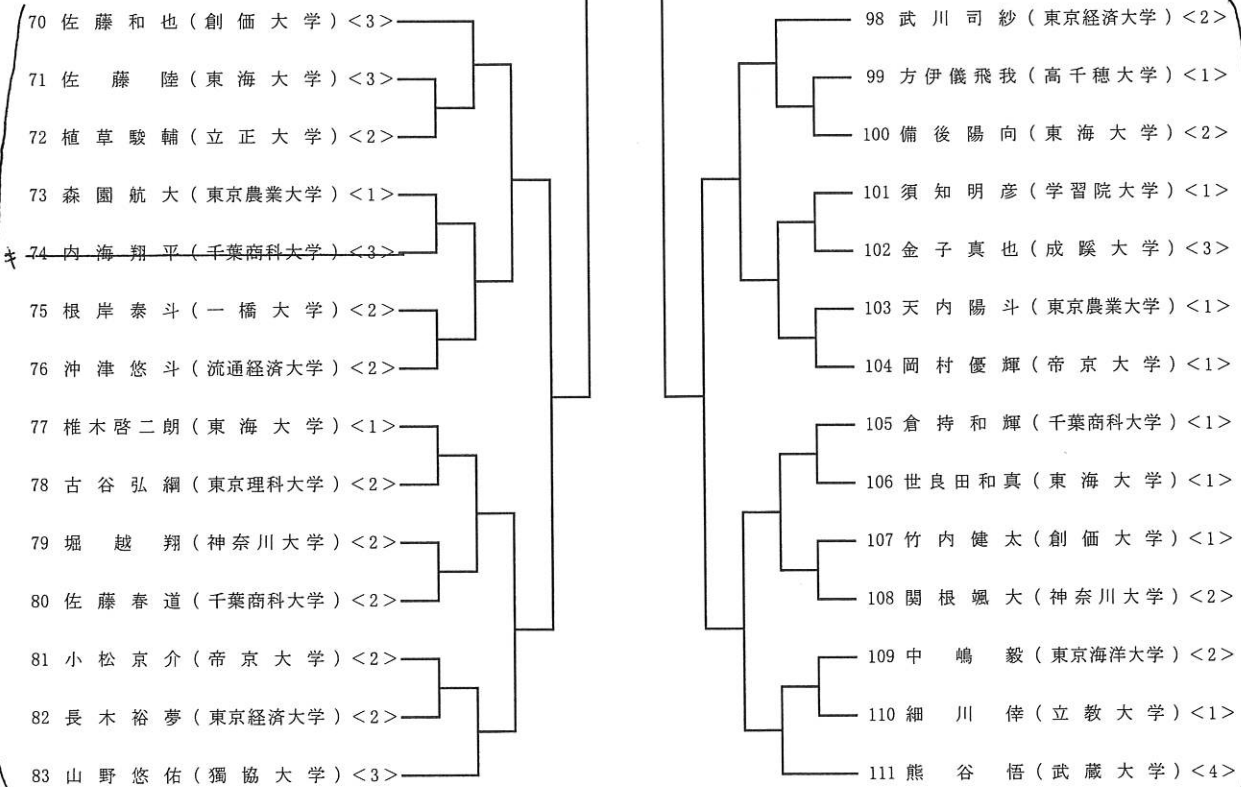 70 佐藤和也(創価大学)<3>
71 佐藤陸(東海大学)<3>
72 植草駿輔(立正大学)<2>
73 森園航大(東京農業大学)<1>
キ 74 内海翔平(千葉商科大学)<3>
75 根岸泰斗(一橋大学)<2>
76 沖津悠斗(流通経済大学)<2>
77 椎木啓二朗(東海大学)<1>
78 古谷弘綱(東京理科大学)<2>
79 堀越翔(神奈川大学)<2>
80 佐藤春道(千葉商科大学)<2>
81 小松京介(帝京大学)<2>
82 長木裕夢(東京経済大学)<2>
83 山野悠佑(獨協大学)<3>
98 武川司紗(東京経済大学)<2>
99 方伊儀飛我(高千穂大学)<1>
100 備後陽向(東海大学)<2>
101 須知明彦(学習院大学)<1>
102 金子真也(成蹊大学)<3>
103 天内陽斗(東京農業大学)<1>
104 岡村優輝(帝京大学)<1>
105 倉持和輝(千葉商科大学)<1>
106 世良田和真(東海大学)<1>
107 竹内健太(創価大学)<1>
108 関根颯大(神奈川大学)<2>
109 中嶋毅(東京海洋大学)<2>
110 細川倖(立教大学)<1>
111 熊谷悟(武蔵大学)<4>